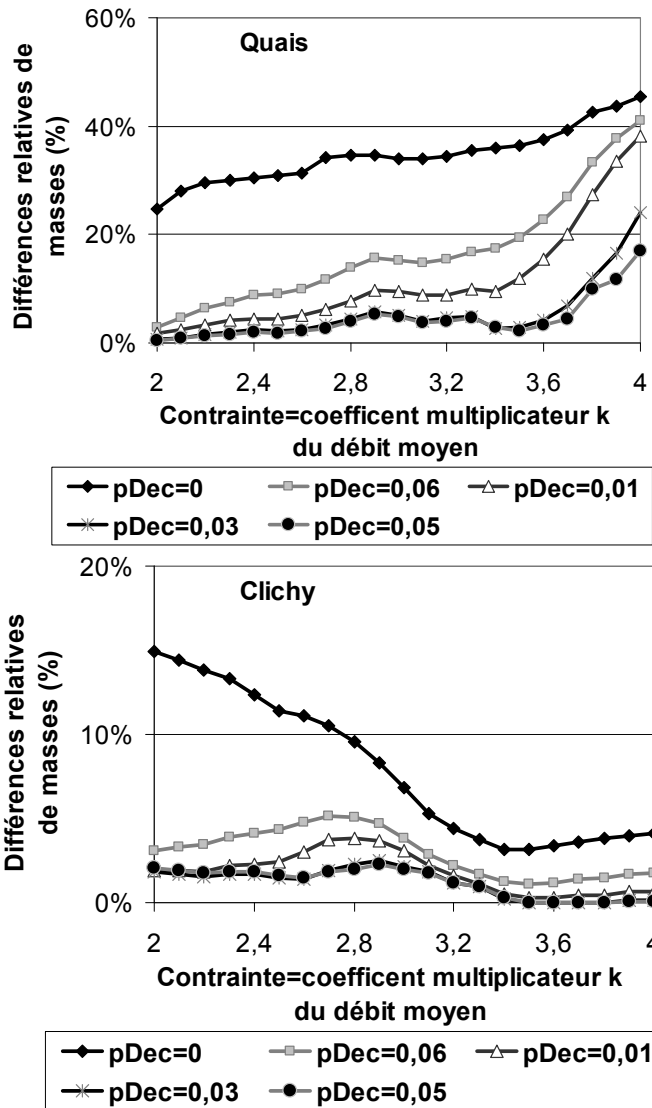 60%
Quais
40%
20%
0%
Différences relatives de
masses (%)
2 2,4 2,8 3,2 3,6 4
Contrainte=coefficent multiplicateur k
du débit moyen
pDec=0 pDec=0,06 pDec=0,01
pDec=0,03 pDec=0,05
20%
Clichy
10%
0%
Différences relatives
de masses (%)
2 2,4 2,8 3,2 3,6 4
Contrainte=coefficent multiplicateur k
du débit moyen
pDec=0 pDec=0,06 pDec=0,01
pDec=0,03 pDec=0,05